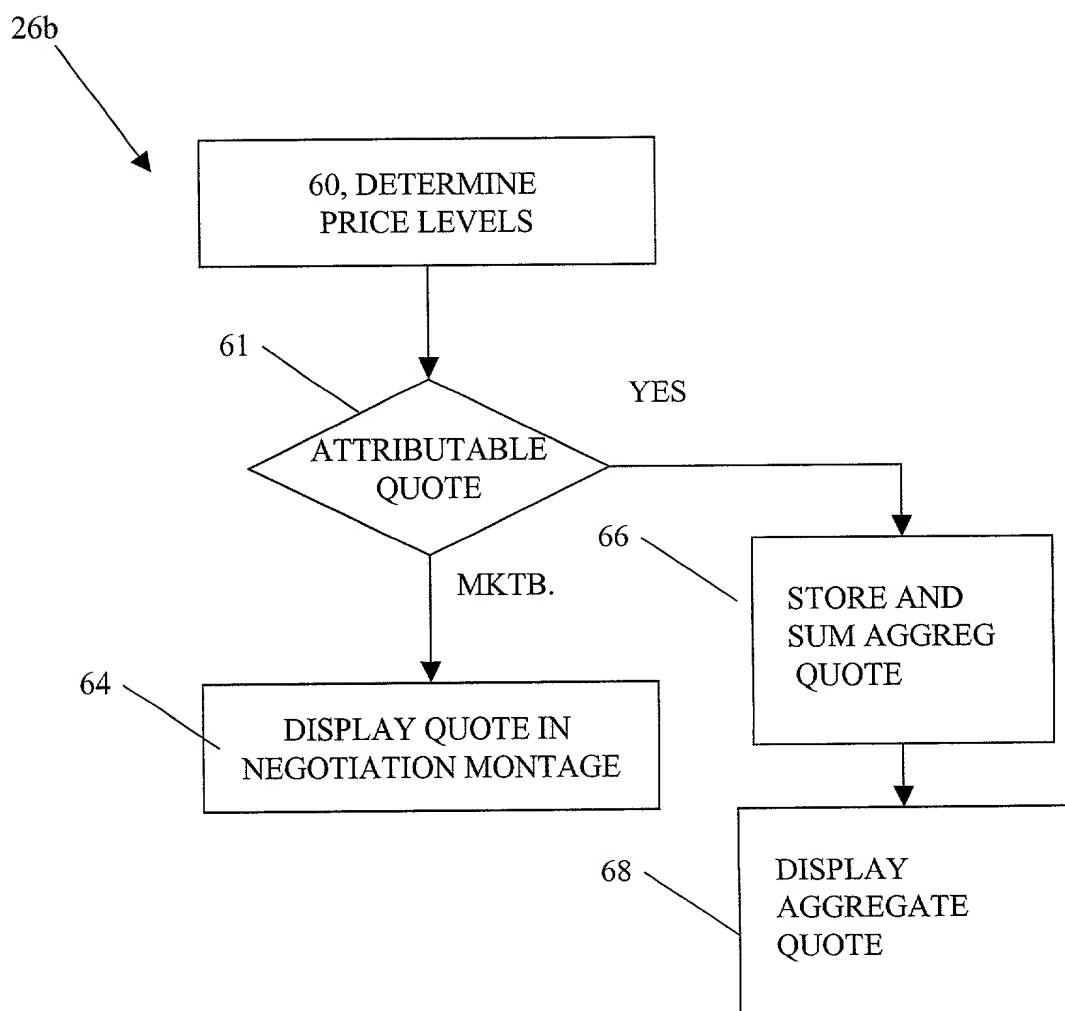 26b
60, DETERMINE
PRICE LEVELS
61
YES
ATTRIBUTABLE
QUOTE
66
MKTB.
STORE AND
SUM AGGREG
QUOTE
64
DISPLAY QUOTE IN
NEGOTIATION MONTAGE
68
DISPLAY
AGGREGATE
QUOTE